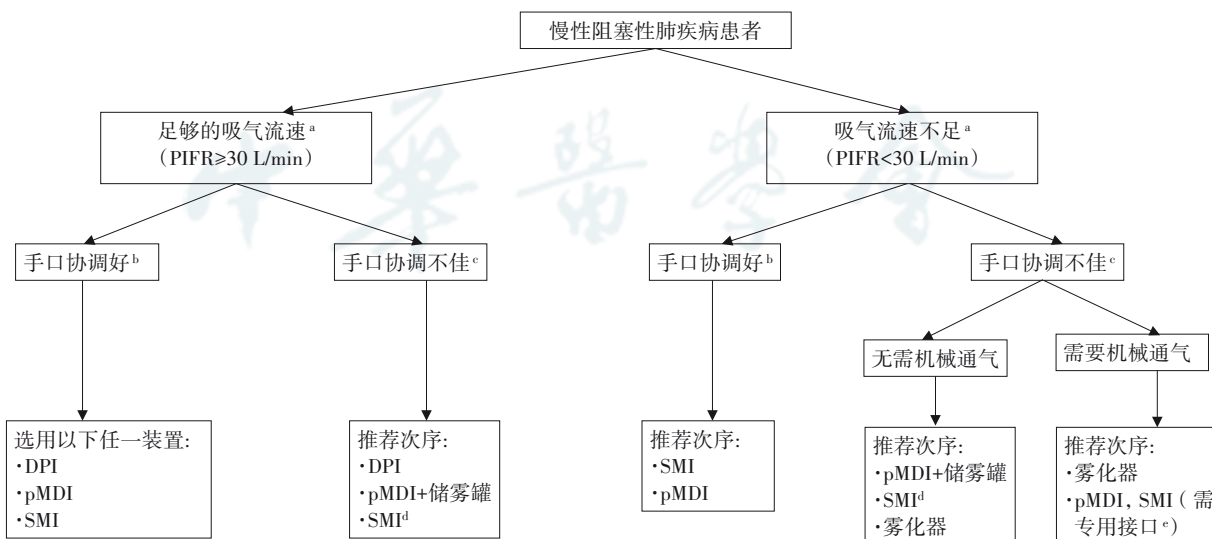 慢性阻塞性肺疾病患者
足够的吸气流速ᵃ
（PIFR≥30 L/min）
吸气流速不足ᵃ
（PIFR<30 L/min）
手口协调好ᵇ
手口协调不佳ᶜ
手口协调好ᵇ
手口协调不佳ᶜ
无需机械通气
需要机械通气
选用以下任一装置:
·DPI
·pMDI
·SMI
推荐次序:
·DPI
·pMDI+储雾罐
·SMIᵈ
推荐次序:
·SMI
·pMDI
推荐次序:
·pMDI+储雾罐
·SMIᵈ
·雾化器
推荐次序:
·雾化器
·pMDI, SMI（需
专用接口ᵉ）
中华医学会